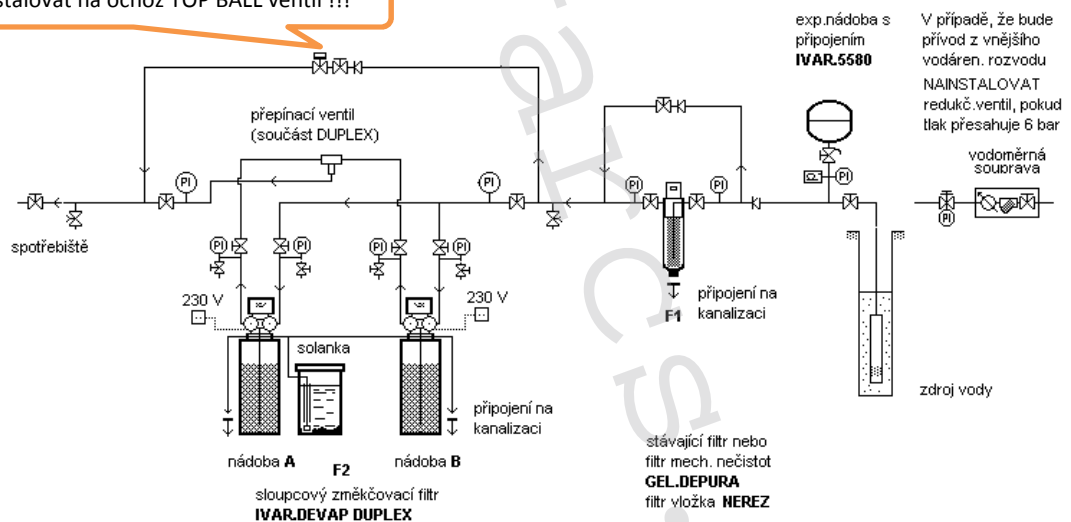 stalovat na ochoz TOP BALL ventil !!!
exp.nádoba s
připojením
IVAR.5580
V případě, že bude
přívod z vnějšího
vodáren. rozvodu
NAINSTALOVAT
redukč.ventil, pokud
tlak přesahuje 6 bar
vodoměrná
souprava
přepínací ventil
(součást DUPLEX)
PI
PI
PI
PI
PI
PI
spotřebiště
PI
PI
PI
PI
230 V
230 V
solanka
připojení na
kanalizaci
F1
připojení na
kanalizaci
zdroj vody
nádoba A
F2
nádoba B
sloupcový změkčovací filtr
IVAR.DEVAP DUPLEX
stávající filtr nebo
filtr mech. nečistot
GEL.DEPURA
filtr vložka NEREZ